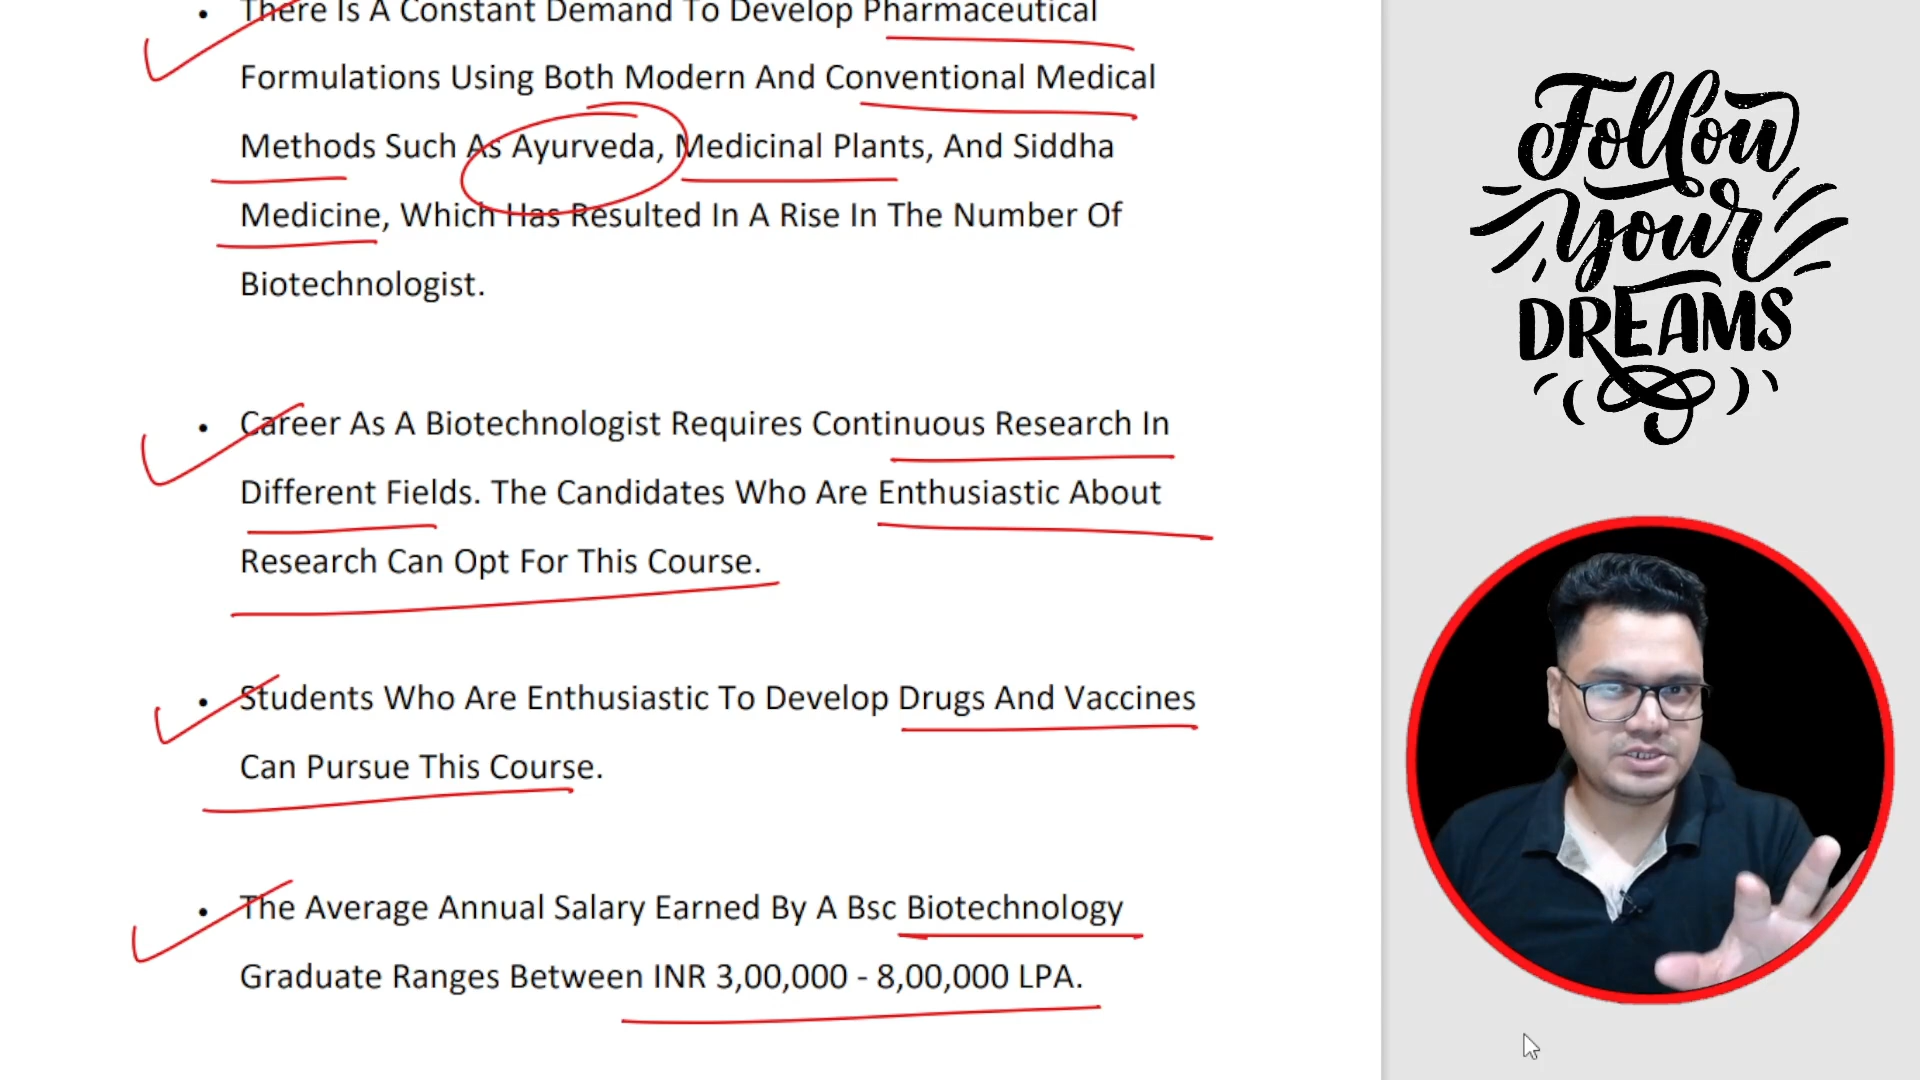 There Is A Constant Demand To Develop Pharmaceutical
Formulations Using Both Modern And Conventional Medical
Methods Such As Ayurveda, Medicinal Plants, And Siddha
Medicine, Which Has Resulted In A Rise In The Number Of
Biotechnologist.
Career As A Biotechnologist Requires Continuous Research In
Different Fields. The Candidates Who Are Enthusiastic About
Research Can Opt For This Course.
Students Who Are Enthusiastic To Develop Drugs And Vaccines
Can Pursue This Course.
The Average Annual Salary Earned By A Bsc Biotechnology
Graduate Ranges Between INR 3,00,000 - 8,00,000 LPA.
Follow
Your
DREAMS